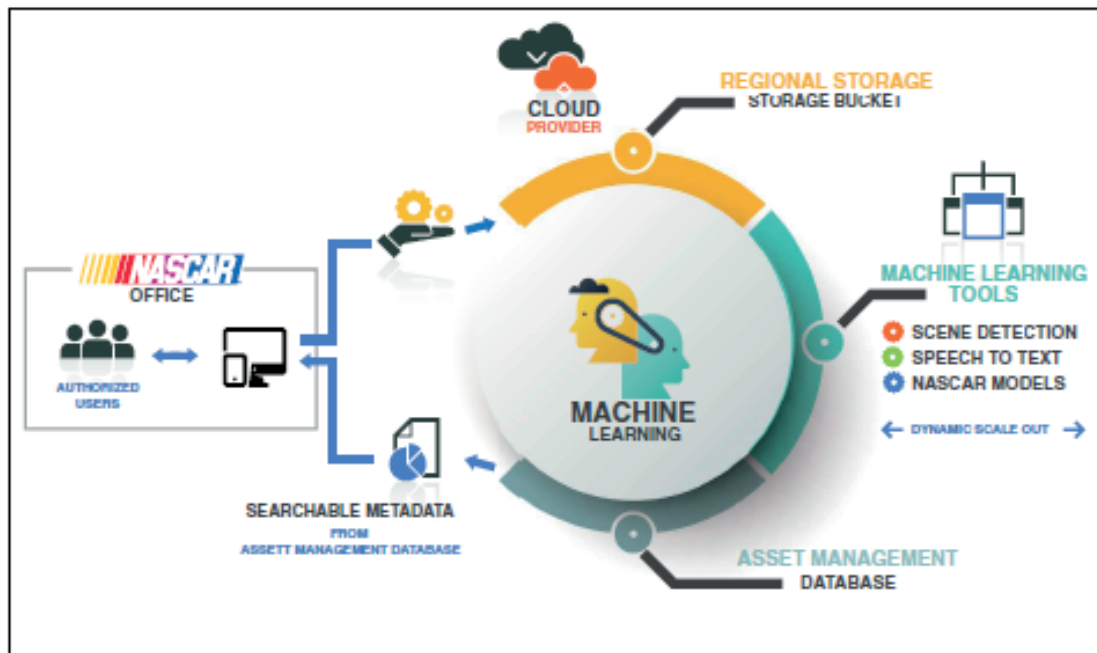 CLOUD
PROVIDER
REGIONAL STORAGE
STORAGE BUCKET
NASCAR
OFFICE
AUTHORIZED
USERS
MACHINE LEARNING
TOOLS
SCENE DETECTION
SPEECH TO TEXT
NASCAR MODELS
DYNAMIC SCALE OUT
MACHINE
LEARNING
SEARCHABLE METADATA
FROM
ASSETT MANAGEMENT DATABASE
ASSET MANAGEMENT
DATABASE